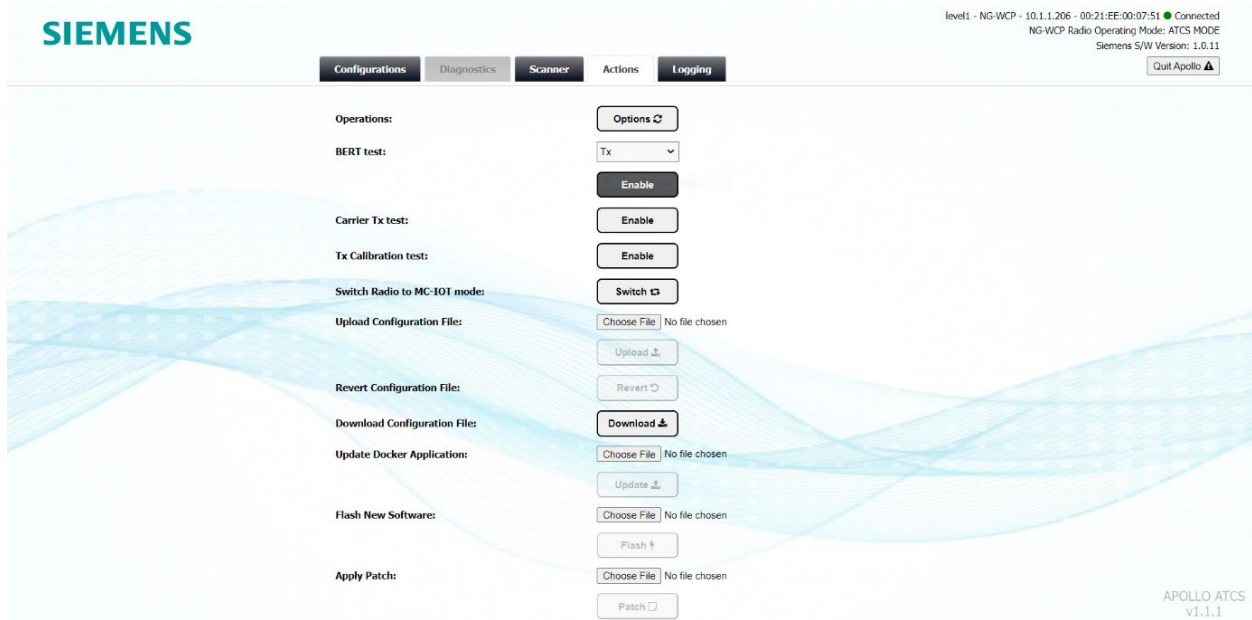 SIEMENS
level1 - NG-WCP - 10.1.1.206 - 00:21:EE:00:07:51 Connected
NG-WCP Radio Operating Mode: ATCS MODE
Siemens S/W Version: 1.0.11
Quit Apollo
Configurations Diagnostics Scanner Actions Logging
Operations: Options
BERT test: Tx
Enable
Carrier Tx test: Enable
Tx Calibration test: Enable
Switch Radio to MC-IOT mode: Switch
Upload Configuration File: Choose File No file chosen
Upload
Revert Configuration File: Revert
Download Configuration File: Download
Update Docker Application: Choose File No file chosen
Update
Flash New Software: Choose File No file chosen
Flash
Apply Patch: Choose File No file chosen
Patch
APOLLO ATCS
v1.1.1